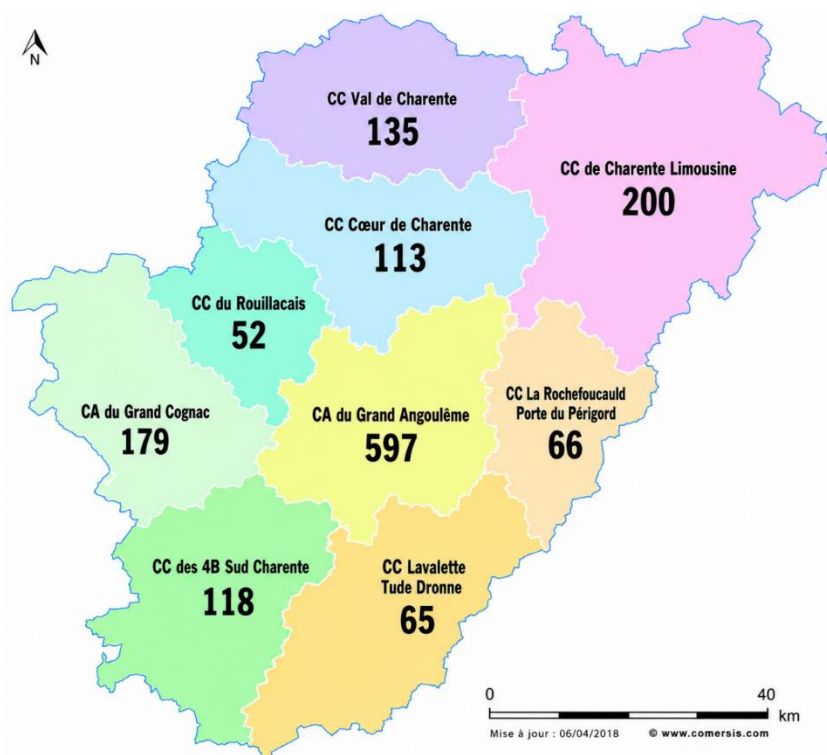 N
CC Val de Charente
135
CC de Charente Limousine
200
CC Cœur de Charente
113
CC du Rouillacais
52
CA du Grand Cognac
179
CA du Grand Angoulême
597
CC La Rochefoucauld
Porte du Périgord
66
CC des 4B Sud Charente
118
CC Lavalette
Tude Dronne
65
0 40
km
Mise à jour : 06/04/2018 © www.comersis.com